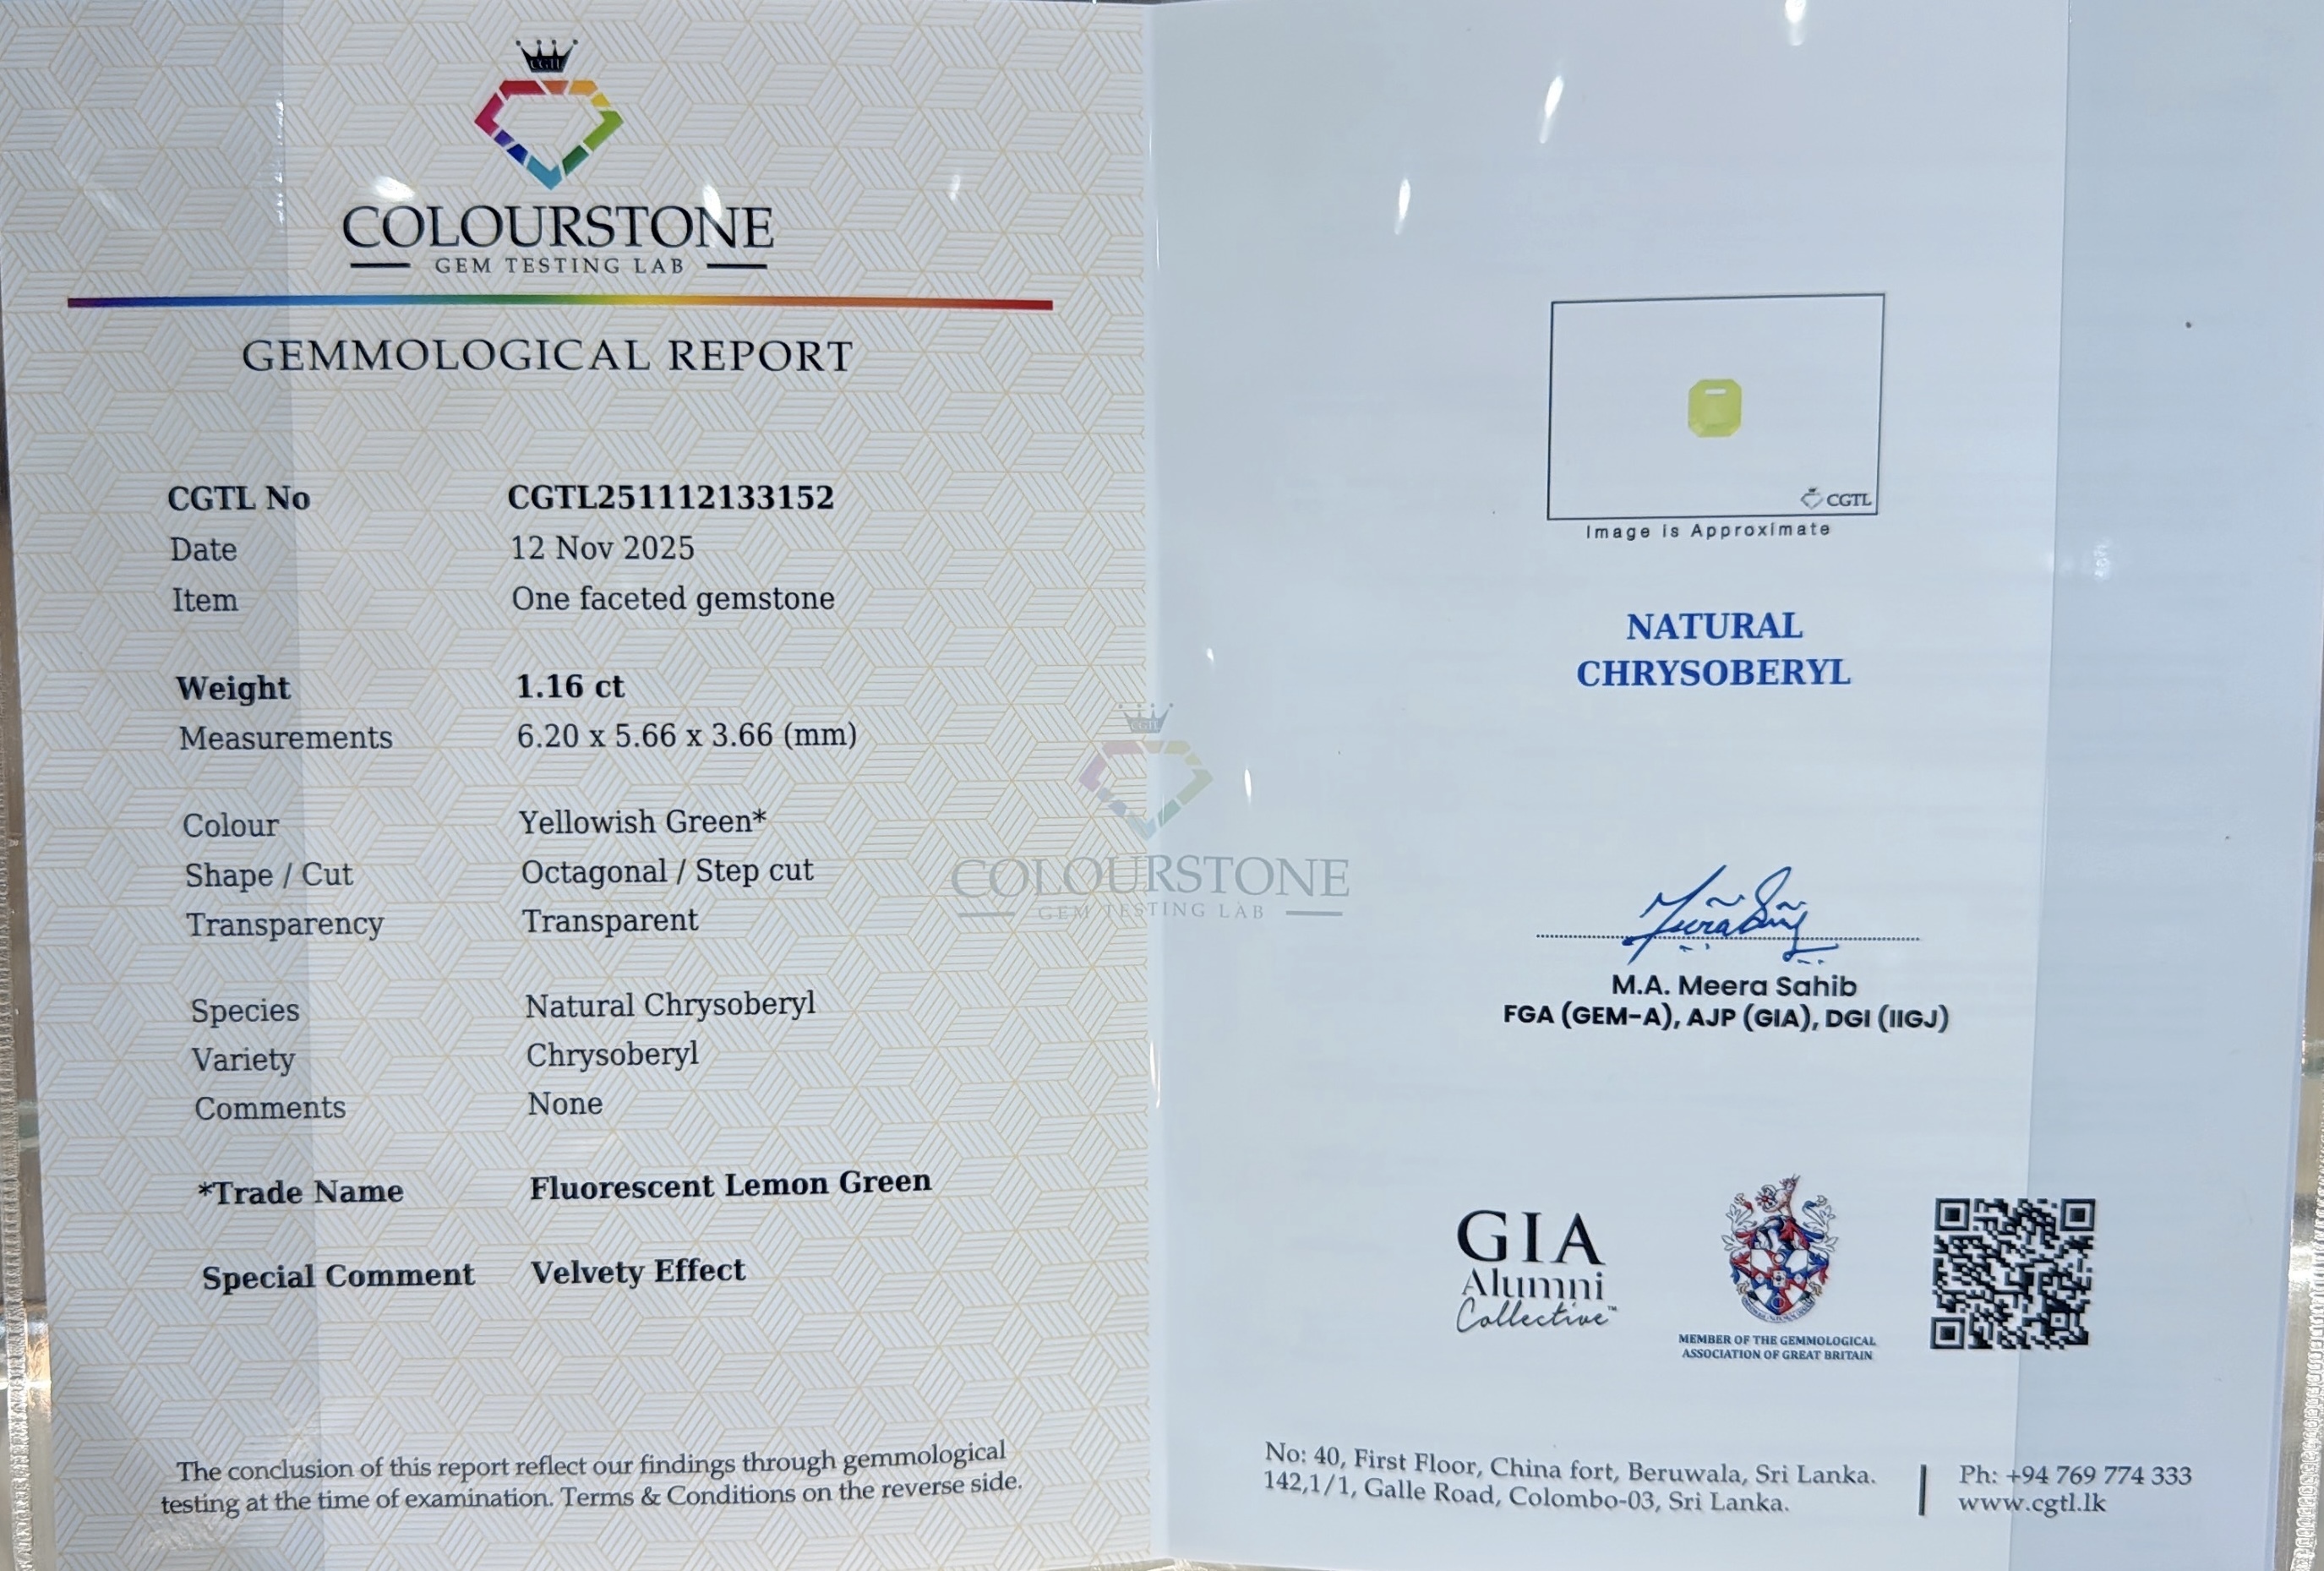 CGTL
COLOURSTONE
GEM TESTING LAB
GEMMOLOGICAL REPORT
CGTL No CGTL251112133152
Date 12 Nov 2025
Item One faceted gemstone
Weight 1.16 ct
Measurements 6.20 x 5.66 x 3.66 (mm)
Colour Yellowish Green*
Shape / Cut Octagonal / Step cut
Transparency Transparent
Species Natural Chrysoberyl
Variety Chrysoberyl
Comments None
*Trade Name Fluorescent Lemon Green
Special Comment Velvety Effect
The conclusion of this report reflect our findings through gemmological
testing at the time of examination. Terms & Conditions on the reverse side.
CGTL
COLOURSTONE
GEM TESTING LAB
CGTL
Image is Approximate
NATURAL
CHRYSOBERYL
M.A. Meera Sahib
FGA (GEM-A), AJP (GIA), DGI (IIGJ)
GIA
Alumni
Collective™
MEMBER OF THE GEMMOLOGICAL
ASSOCIATION OF GREAT BRITAIN
No: 40, First Floor, China fort, Beruwala, Sri Lanka.
142,1/1, Galle Road, Colombo-03, Sri Lanka.
Ph: +94 769 774 333
www.cgtl.lk